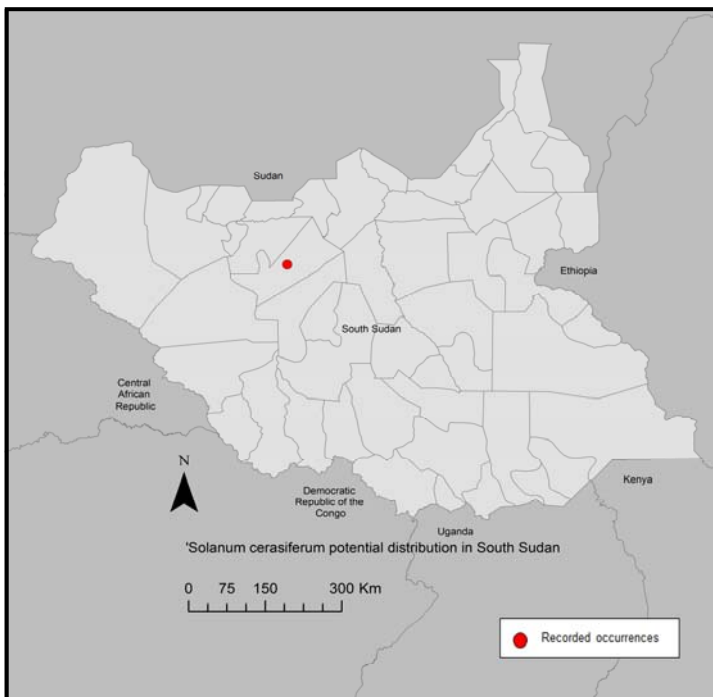 Sudan
Ethiopia
South Sudan
Central
African
Republic
N
Democratic
Republic of the
Congo
Kenya
Uganda
'Solanum cerasiferum potential distribution in South Sudan
0 75 150 300 Km
Recorded occurrences